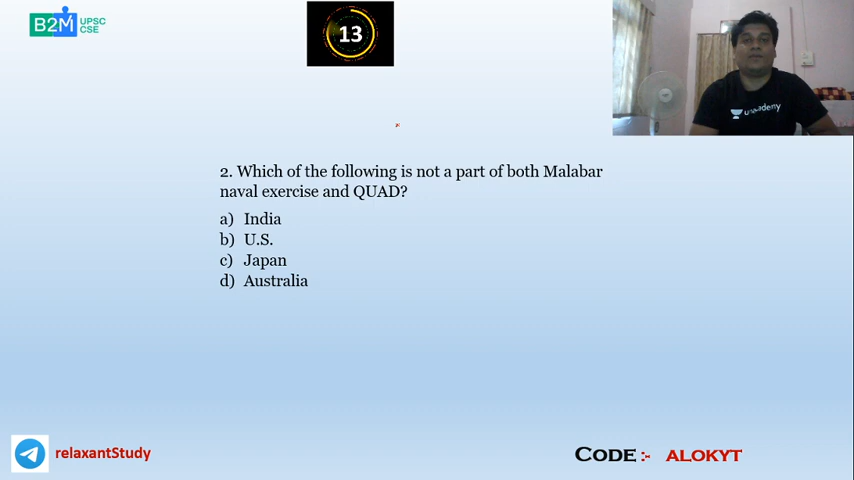 B2M UPSC
CSE
13
unacademy
2. Which of the following is not a part of both Malabar
naval exercise and QUAD?
a) India
b) U.S.
c) Japan
d) Australia
relaxantStudy
CODE :- ALOKYT